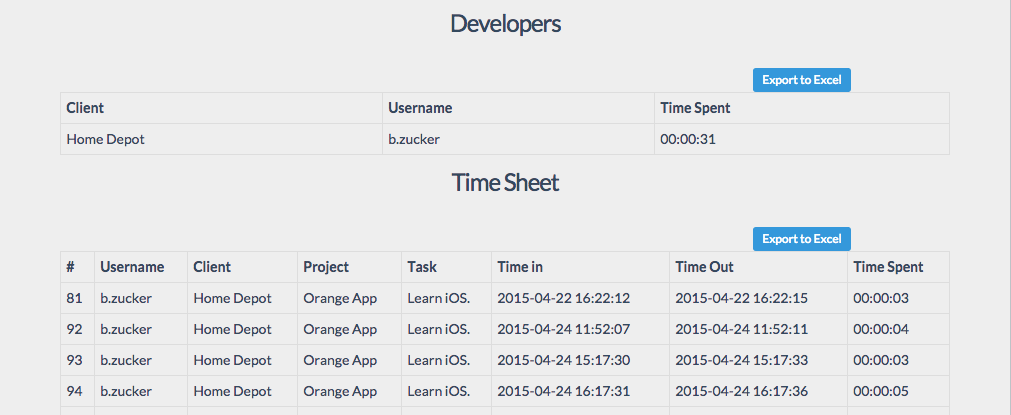 Developers
Export to Excel
Client Username Time Spent
Home Depot b.zucker 00:00:31
Time Sheet
Export to Excel
# Username Client Project Task Time in Time Out Time Spent
81 b.zucker Home Depot Orange App Learn iOS. 2015-04-22 16:22:12 2015-04-22 16:22:15 00:00:03
92 b.zucker Home Depot Orange App Learn iOS. 2015-04-24 11:52:07 2015-04-24 11:52:11 00:00:04
93 b.zucker Home Depot Orange App Learn iOS. 2015-04-24 15:17:30 2015-04-24 15:17:33 00:00:03
94 b.zucker Home Depot Orange App Learn iOS. 2015-04-24 16:17:31 2015-04-24 16:17:36 00:00:05